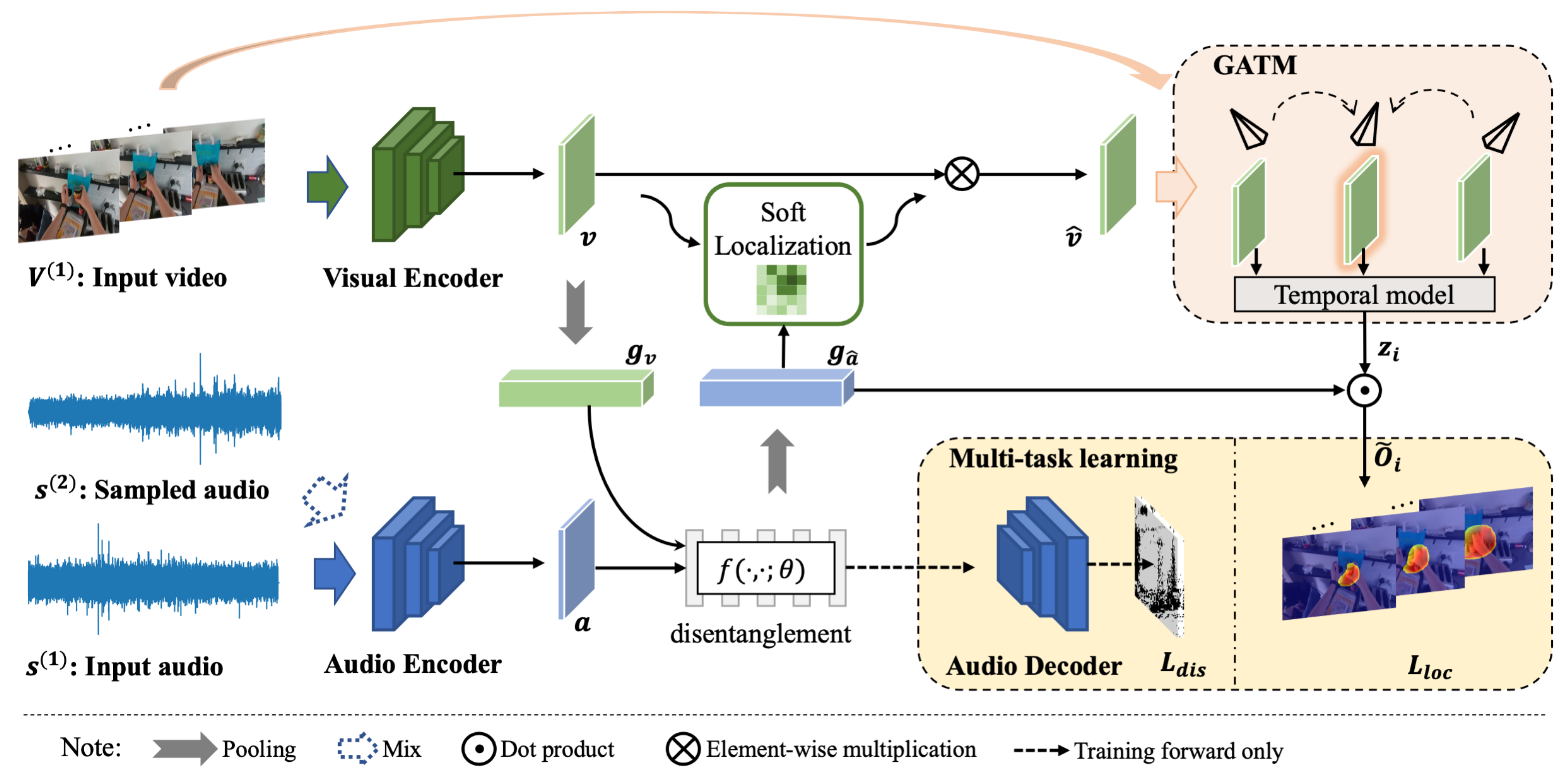 GATM
Soft
Localization
v
v̂
V⁽¹⁾: Input video
Visual Encoder
Temporal model
g_v
g_â
z_i
s⁽²⁾: Sampled audio
Multi-task learning
Õ_i
f(·,·;θ)
a
disentanglement
s⁽¹⁾: Input audio
Audio Encoder
Audio Decoder
L_dis
L_loc
Note:
Pooling
Mix
Dot product
Element-wise multiplication
Training forward only